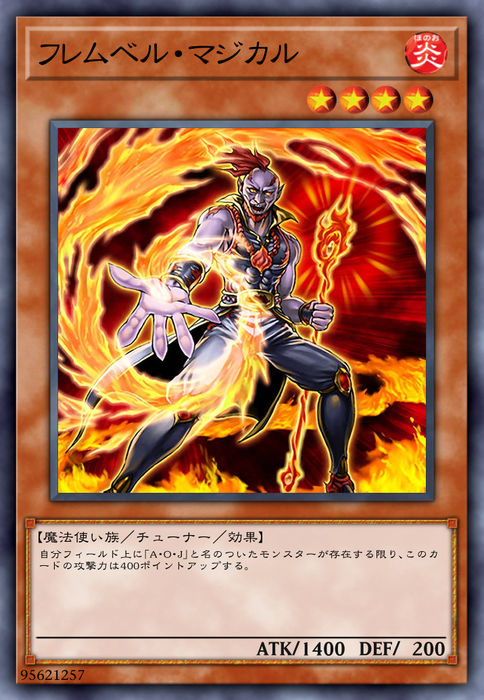 フレムベル・マジカル
ほのお
炎
【魔法使い族／チューナー／効果】
自分フィールド上に「A・O・J」と名のついたモンスターが存在する限り、このカ
ードの攻撃力は400ポイントアップする。
ATK/1400 DEF/ 200
95621257